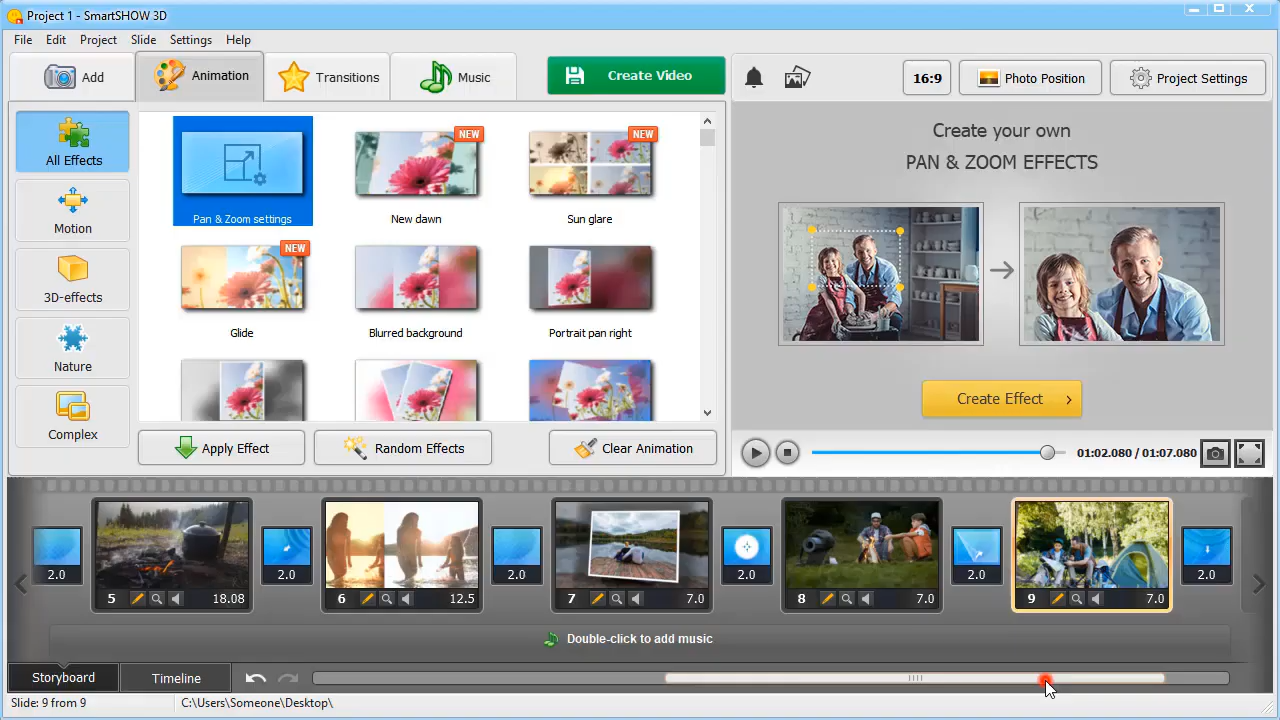 Project 1 - SmartSHOW 3D
File Edit Project Slide Settings Help
Add Animation Transitions Music Create Video 16:9 Photo Position Project Settings
All Effects
Motion
3D-effects
Nature
Complex
NEW NEW
Pan & Zoom settings New dawn Sun glare
NEW
Glide Blurred background Portrait pan right
Apply Effect Random Effects Clear Animation
Create your own
PAN & ZOOM EFFECTS
Create Effect >
01:02.080 / 01:07.080
2.0 2.0 2.0 2.0 2.0 2.0
5 18.08 6 12.5 7 7.0 8 7.0 9 7.0
Double-click to add music
Storyboard Timeline
Slide: 9 from 9 C:\Users\Someone\Desktop\